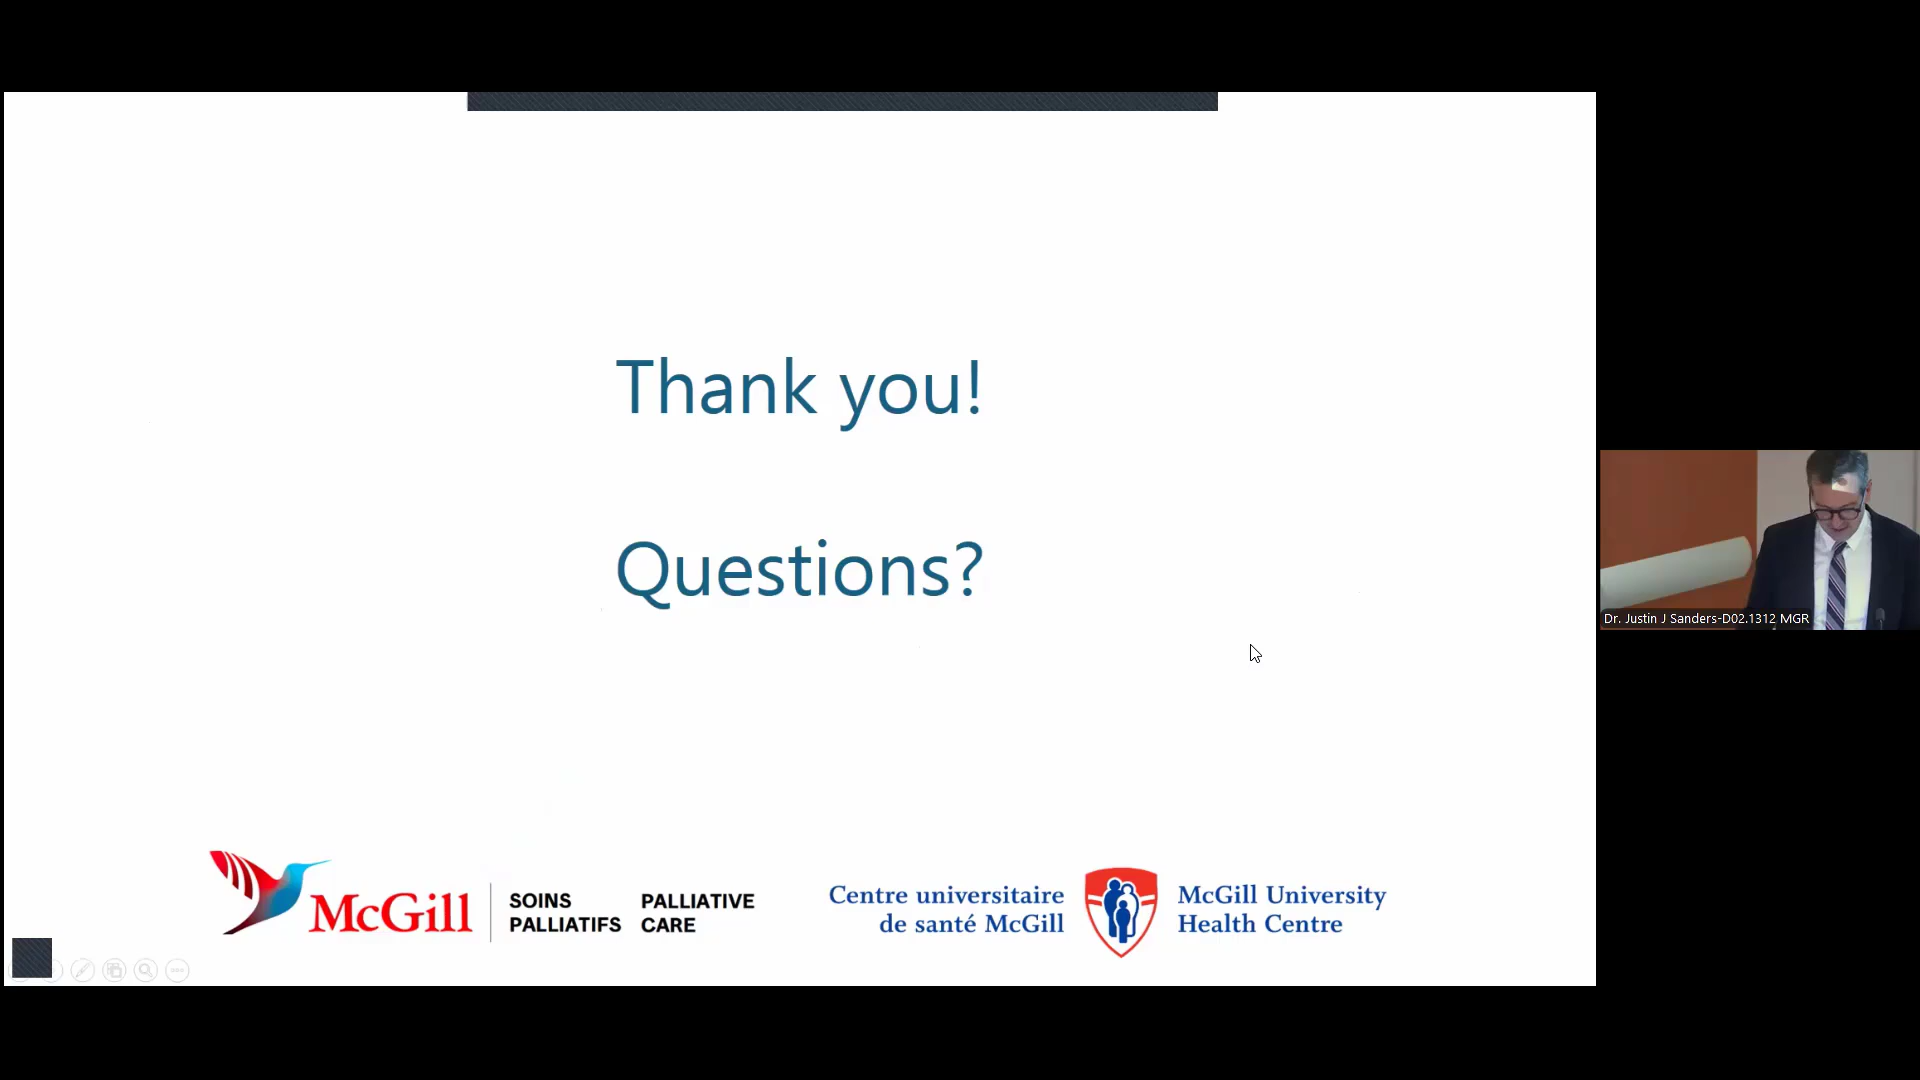 Thank you!
Questions?
McGill
SOINS
PALLIATIFS
PALLIATIVE
CARE
Centre universitaire
de santé McGill
McGill University
Health Centre
Dr. Justin J Sanders-D02.1312 MGR